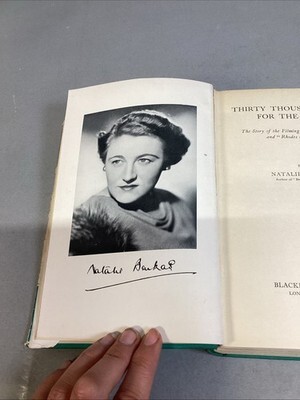 Natalie Barkas
THIRTY THOUS
FOR THE
The Story of the Filming
and "Rhodes
NATALIE
BLACK
LON